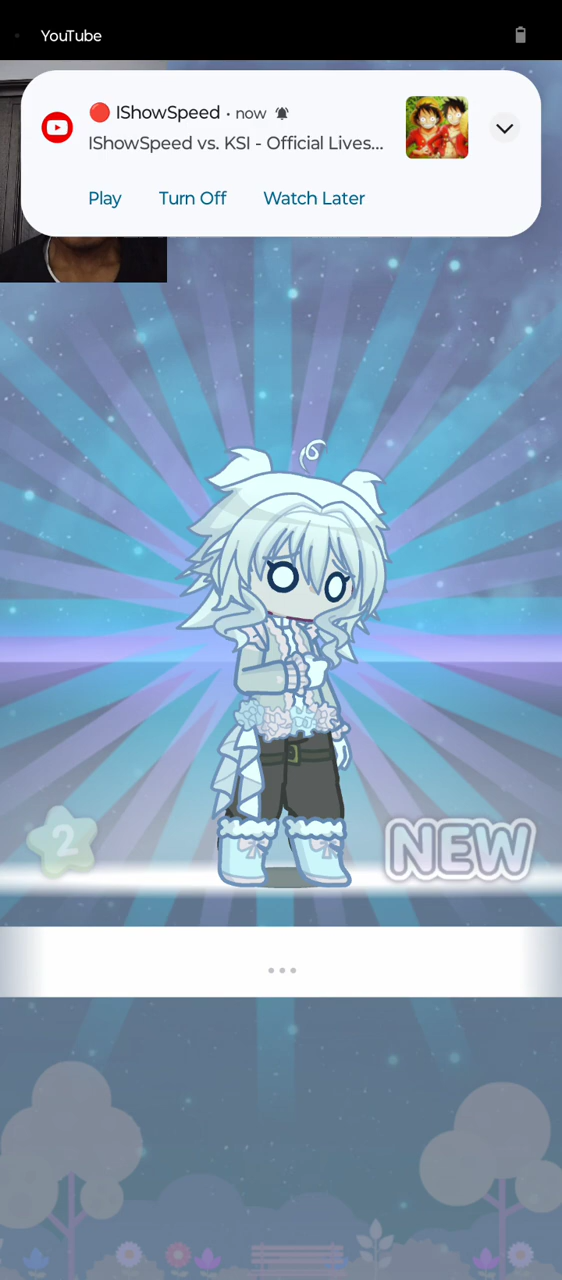 YouTube
🔴 IShowSpeed · now
IShowSpeed vs. KSI - Official Lives...
Play Turn Off Watch Later
2
NEW
...